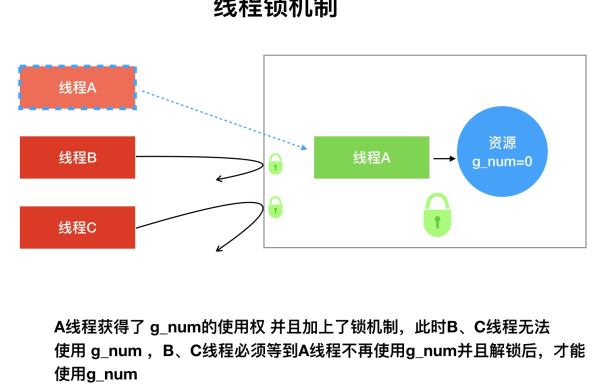 线程锁机制
线程A
线程B
线程C
线程A
资源
g_num=0
A线程获得了 g_num的使用权 并且加上了锁机制，此时B、C线程无法
使用 g_num ，B、C线程必须等到A线程不再使用g_num并且解锁后，才能
使用g_num